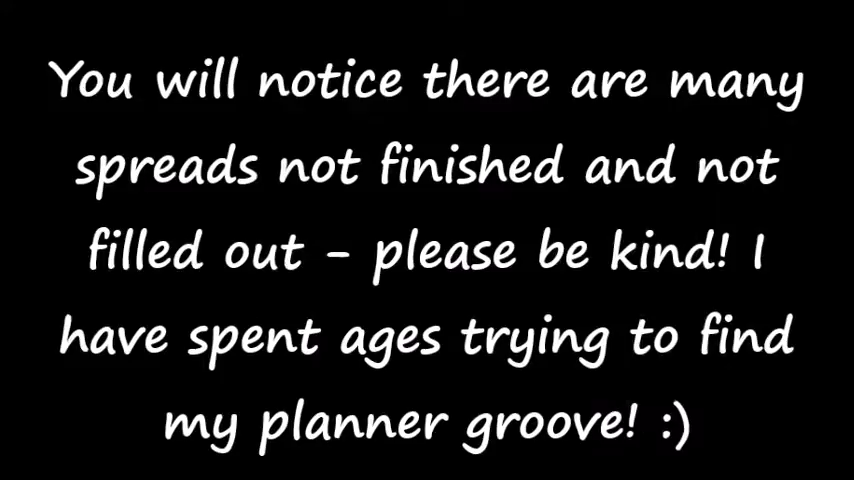 You will notice there are many
spreads not finished and not
filled out - please be kind! I
have spent ages trying to find
my planner groove! :)